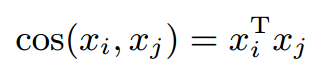 cos(x_i, x_j) = x_i^T x_j